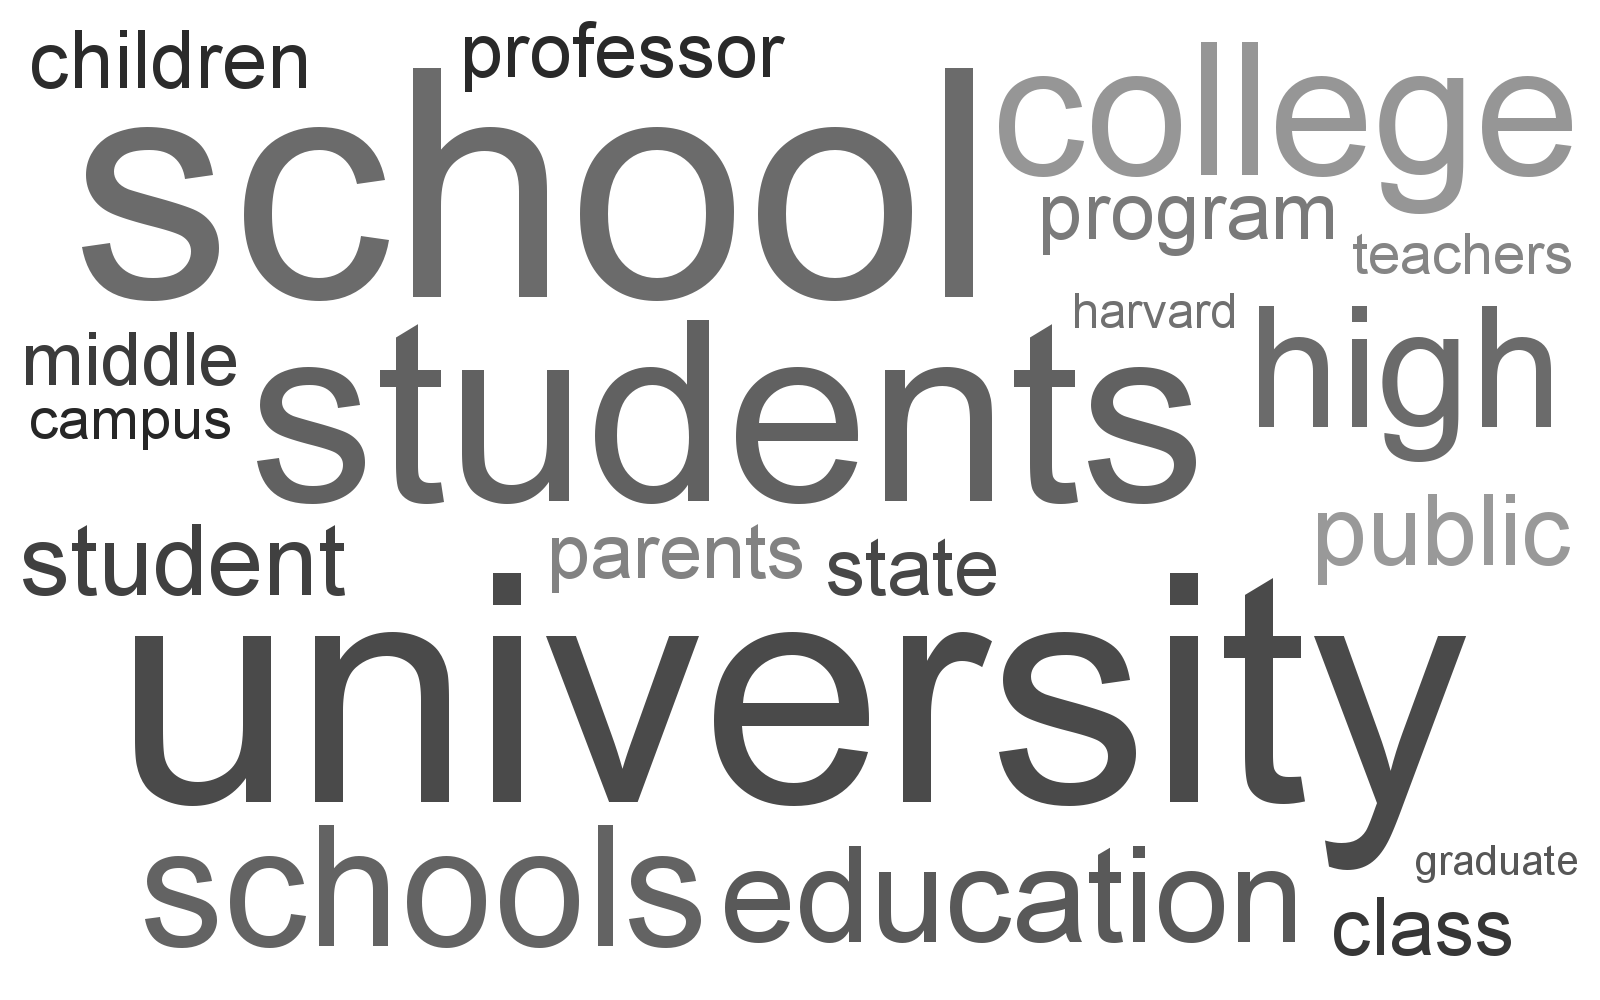 children
professor
school
college
program
teachers
harvard
middle
campus
students
high
student
parents
state
public
university
schools
education
graduate
class